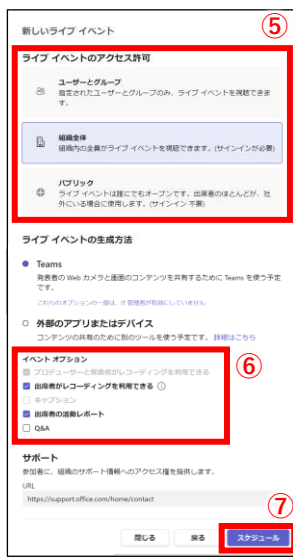 新しいライブ イベント
⑤
ライブ イベントのアクセス許可
ユーザーとグループ
指定されたユーザーとグループのみ、ライブ イベントを視聴できま
す。
組織全体
組織内の全員がライブ イベントを視聴できます。(サインインが必要)
パブリック
ライブ イベントは誰にでもオープンです。出席者のほとんどが、社
外にいる場合に使用します。(サインイン不要)
ライブ イベントの生成方法
Teams
発表者の Web カメラと画面のコンテンツを共有するために Teams を使う予定
です。
これらのオプションの一部は、IT 管理者が有効にしていません
外部のアプリまたはデバイス
コンテンツの共有のために別のツールを使う予定です。 詳細はこちら
イベント オプション
⑥
プロデューサーと発表者がレコーディングを利用できる
出席者がレコーディングを利用できる
キャプション
出席者の活動レポート
Q&A
サポート
参加者に、組織のサポート情報へのアクセス権を提供します。
URL
https://support.office.com/home/contact
⑦
閉じる 戻る スケジュール